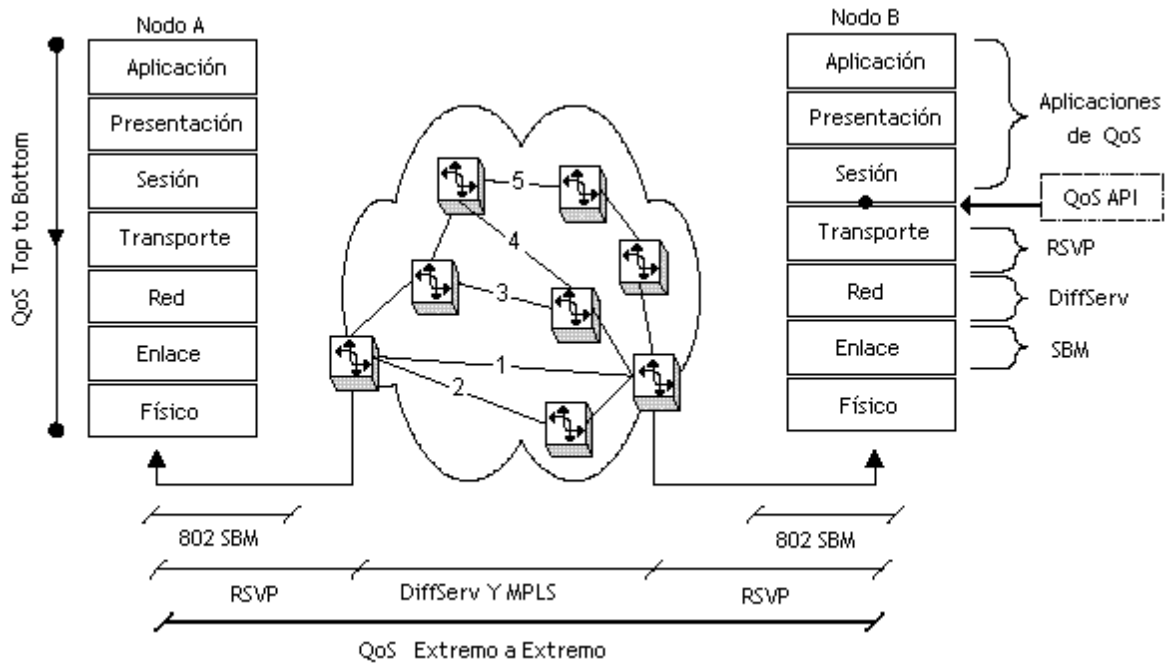 Nodo A
Aplicación
Presentación
Sesión
Transporte
Red
Enlace
Físico
QoS Top to Bottom
5
4
3
1
2
Nodo B
Aplicación
Presentación
Sesión
Transporte
Red
Enlace
Físico
Aplicaciones
de QoS
QoS API
RSVP
DiffServ
SBM
802 SBM
802 SBM
RSVP
DiffServ Y MPLS
RSVP
QoS Extremo a Extremo